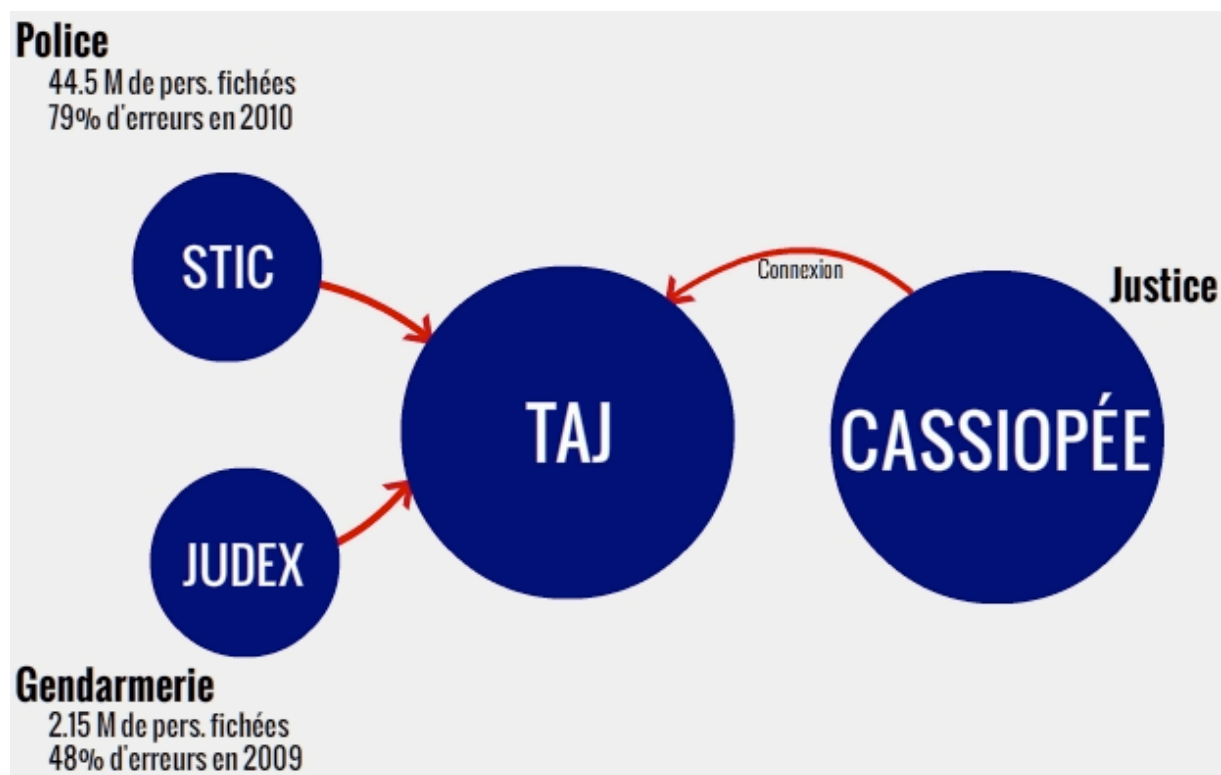 Police
44.5 M de pers. fichées
79% d'erreurs en 2010
STIC
Connexion
Justice
TAJ
CASSIOPÉE
JUDEX
Gendarmerie
2.15 M de pers. fichées
48% d'erreurs en 2009